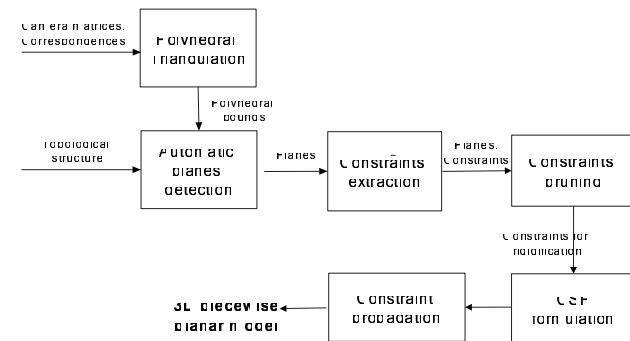 Camera matrices,
Correspondences
Polyhedral
Triangulation
Polyhedral
bounds
Topological
structure
Automatic
planes
detection
Planes
Constraints
extraction
Planes,
Constraints
Constraints
pruning
Constraints for
rigidification
CSP
formulation
Constraint
propagation
3D piecewise
planar model